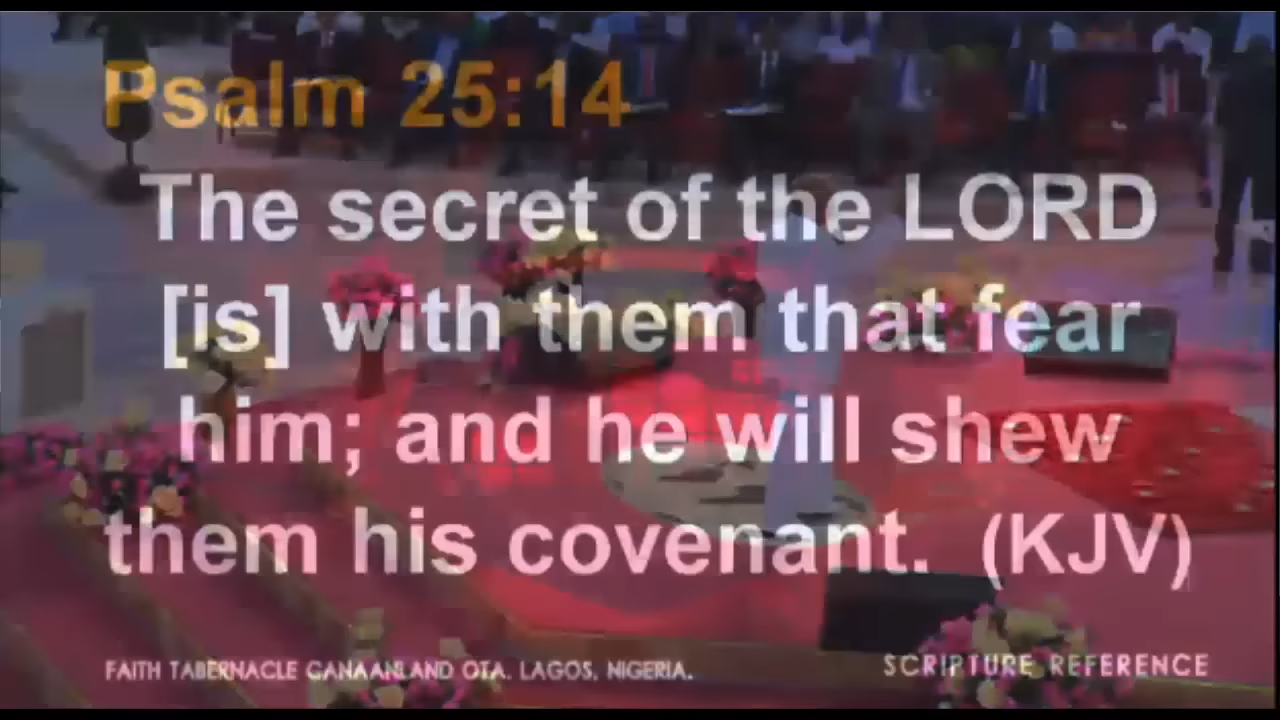 Psalm 25:14
The secret of the LORD
[is] with them that fear
him; and he will shew
them his covenant. (KJV)
FAITH TABERNACLE CANAANLAND OTA. LAGOS, NIGERIA.
SCRIPTURE REFERENCE